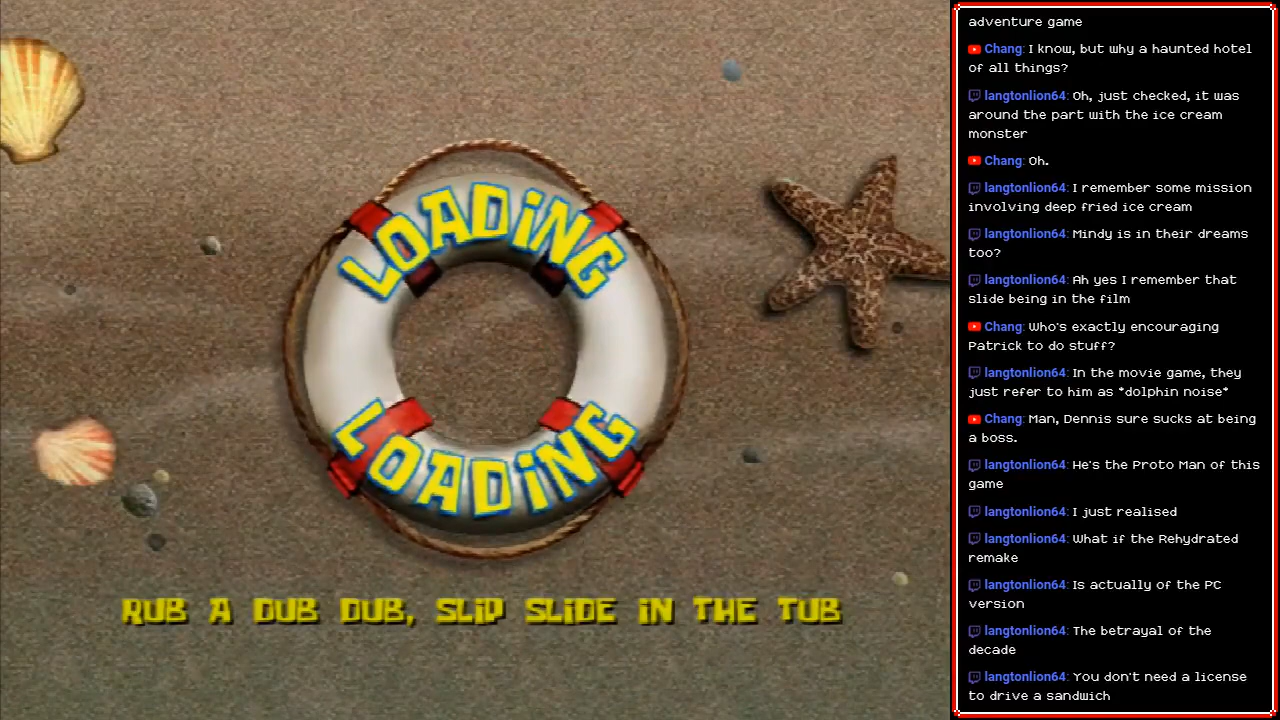 LOADING
LOADING
RUB A DUB DUB, SLIP SLIDE IN THE TUB
adventure game
Chang: I know, but why a haunted hotel
of all things?
langtonlion64: Oh, just checked, it was
around the part with the ice cream
monster
Chang: Oh.
langtonlion64: I remember some mission
involving deep fried ice cream
langtonlion64: Mindy is in their dreams
too?
langtonlion64: Ah yes I remember that
slide being in the film
Chang: Who's exactly encouraging
Patrick to do stuff?
langtonlion64: In the movie game, they
just refer to him as *dolphin noise*
Chang: Man, Dennis sure sucks at being
a boss.
langtonlion64: He's the Proto Man of this
game
langtonlion64: I just realised
langtonlion64: What if the Rehydrated
remake
langtonlion64: Is actually of the PC
version
langtonlion64: The betrayal of the
decade
langtonlion64: You don't need a license
to drive a sandwich